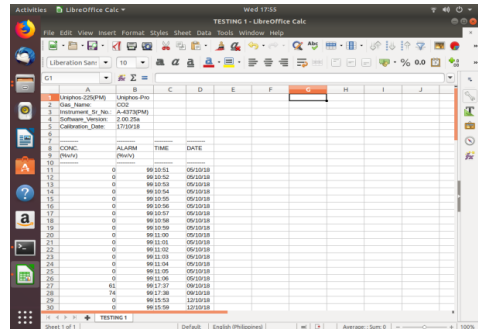 Activities LibreOffice Calc Wed 17:55
TESTING 1 - LibreOffice Calc
File Edit View Insert Format Styles Sheet Data Tools Window Help
Liberation Sans 10
G1
A B C D E F G H I J
1 Uniphos-225(PM) Uniphos-Pro
2 Gas_Name: CO2
3 Instrument_Sr_No.: A-4373(PM)
4 Software_Version: 2.00.25a
5 Calibration_Date: 17/10/18
6
7 ---------- ---------- ---------- ----------
8 CONC. ALARM TIME DATE
9 (%v/v) (%v/v)
10 ---------- ---------- ---------- ----------
11 0 99 10:51 05/10/18
12 0 99 10:52 05/10/18
13 0 99 10:53 05/10/18
14 0 99 10:54 05/10/18
15 0 99 10:55 05/10/18
16 0 99 10:56 05/10/18
17 0 99 10:57 05/10/18
18 0 99 10:58 05/10/18
19 0 99 10:59 05/10/18
20 0 99 11:00 05/10/18
21 0 99 11:01 05/10/18
22 0 99 11:02 05/10/18
23 0 99 11:03 05/10/18
24 0 99 11:04 05/10/18
25 0 99 11:05 05/10/18
26 0 99 11:06 05/10/18
27 61 99 17:37 09/10/18
28 74 99 17:38 09/10/18
29 0 99 15:53 12/10/18
30 0 99 15:59 12/10/18
TESTING 1
Sheet 1 of 1 Default English (Philippines) Average: ; Sum: 0 100%